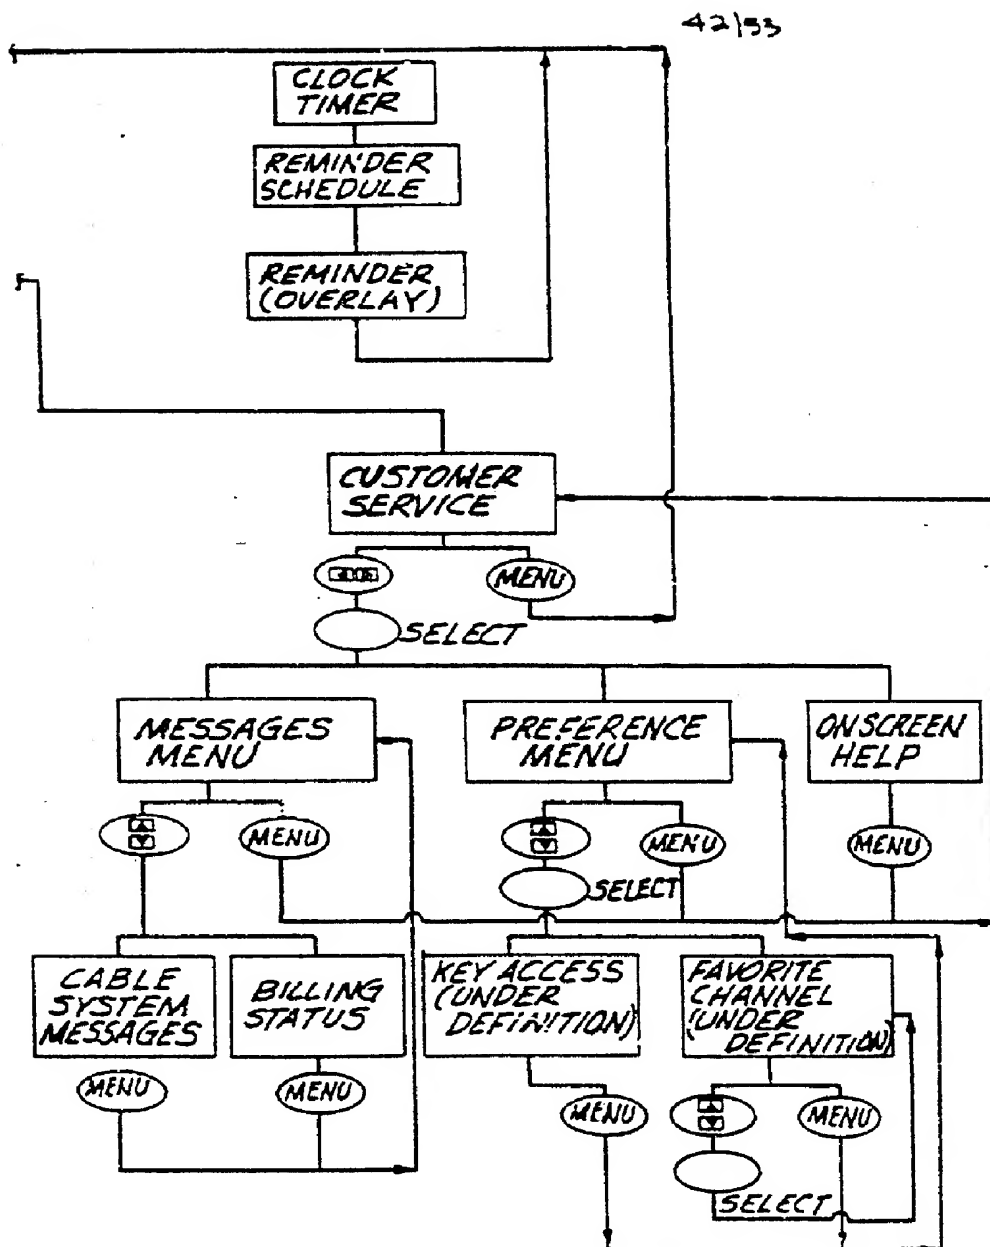 42/53
CLOCK
TIMER
REMINDER
SCHEDULE
REMINDER
(OVERLAY)
CUSTOMER
SERVICE
MENU
SELECT
MESSAGES
MENU
PREFERENCE
MENU
ON SCREEN
HELP
MENU
MENU
MENU
SELECT
CABLE
SYSTEM
MESSAGES
BILLING
STATUS
KEY ACCESS
(UNDER
DEFINITION)
FAVORITE
CHANNEL
(UNDER
DEFINITION)
MENU
MENU
MENU
MENU
SELECT